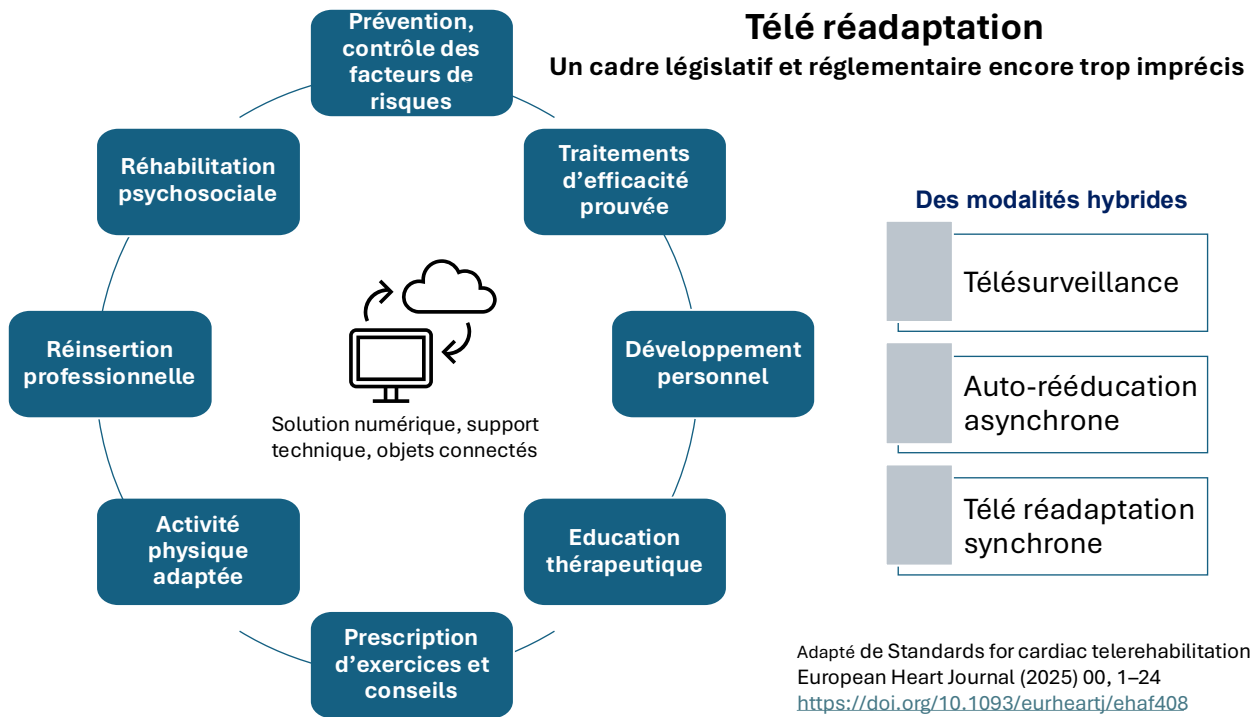 Télé réadaptation
Un cadre législatif et réglementaire encore trop imprécis
Prévention,
contrôle des
facteurs de
risques
Traitements
d’efficacité
prouvée
Développement
personnel
Education
thérapeutique
Prescription
d’exercices et
conseils
Activité
physique
adaptée
Réinsertion
professionnelle
Réhabilitation
psychosociale
Solution numérique, support
technique, objets connectés
Des modalités hybrides
Télésurveillance
Auto-rééducation
asynchrone
Télé réadaptation
synchrone
Adapté de Standards for cardiac telerehabilitation
European Heart Journal (2025) 00, 1–24
https://doi.org/10.1093/eurheartj/ehaf408